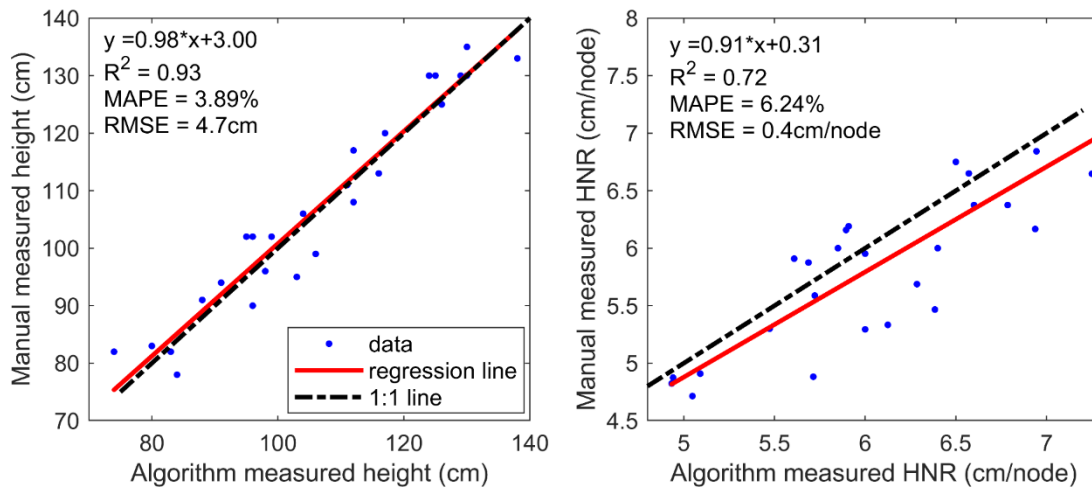 y =0.98*x+3.00
R² = 0.93
MAPE = 3.89%
RMSE = 4.7cm
140
130
120
110
100
90
80
70
Manual measured height (cm)
data
regression line
1:1 line
80 100 120 140
Algorithm measured height (cm)
y =0.91*x+0.31
R² = 0.72
MAPE = 6.24%
RMSE = 0.4cm/node
8
7.5
7
6.5
6
5.5
5
4.5
Manual measured HNR (cm/node)
5 5.5 6 6.5 7
Algorithm measured HNR (cm/node)